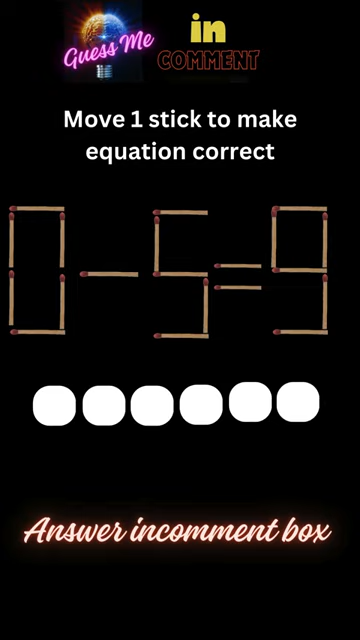 Guess Me
in
COMMENT
Move 1 stick to make
equation correct
0-5=9
Answer incomment box